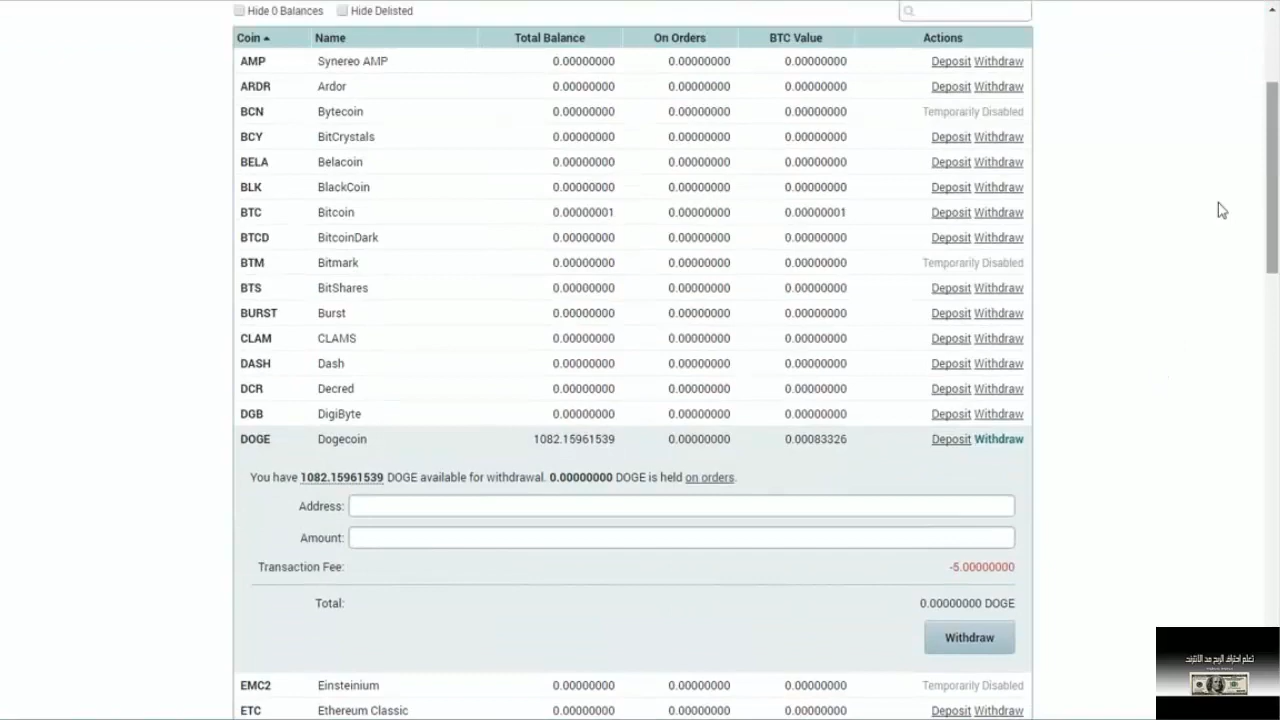 Hide 0 Balances Hide Delisted
Coin Name Total Balance On Orders BTC Value Actions
AMP Synereo AMP 0.00000000 0.00000000 0.00000000 Deposit Withdraw
ARDR Ardor 0.00000000 0.00000000 0.00000000 Deposit Withdraw
BCN Bytecoin 0.00000000 0.00000000 0.00000000 Temporarily Disabled
BCY BitCrystals 0.00000000 0.00000000 0.00000000 Deposit Withdraw
BELA Belacoin 0.00000000 0.00000000 0.00000000 Deposit Withdraw
BLK BlackCoin 0.00000000 0.00000000 0.00000000 Deposit Withdraw
BTC Bitcoin 0.00000001 0.00000000 0.00000001 Deposit Withdraw
BTCD BitcoinDark 0.00000000 0.00000000 0.00000000 Deposit Withdraw
BTM Bitmark 0.00000000 0.00000000 0.00000000 Temporarily Disabled
BTS BitShares 0.00000000 0.00000000 0.00000000 Deposit Withdraw
BURST Burst 0.00000000 0.00000000 0.00000000 Deposit Withdraw
CLAM CLAMS 0.00000000 0.00000000 0.00000000 Deposit Withdraw
DASH Dash 0.00000000 0.00000000 0.00000000 Deposit Withdraw
DCR Decred 0.00000000 0.00000000 0.00000000 Deposit Withdraw
DGB DigiByte 0.00000000 0.00000000 0.00000000 Deposit Withdraw
DOGE Dogecoin 1082.15961539 0.00000000 0.00083326 Deposit Withdraw
You have 1082.15961539 DOGE available for withdrawal. 0.00000000 DOGE is held on orders.
Address:
Amount:
Transaction Fee: -5.00000000
Total: 0.00000000 DOGE
Withdraw
EMC2 Einsteinium 0.00000000 0.00000000 0.00000000 Temporarily Disabled
ETC Ethereum Classic 0.00000000 0.00000000 0.00000000 Deposit Withdraw
تعلم احتراف الربح من الانترنت